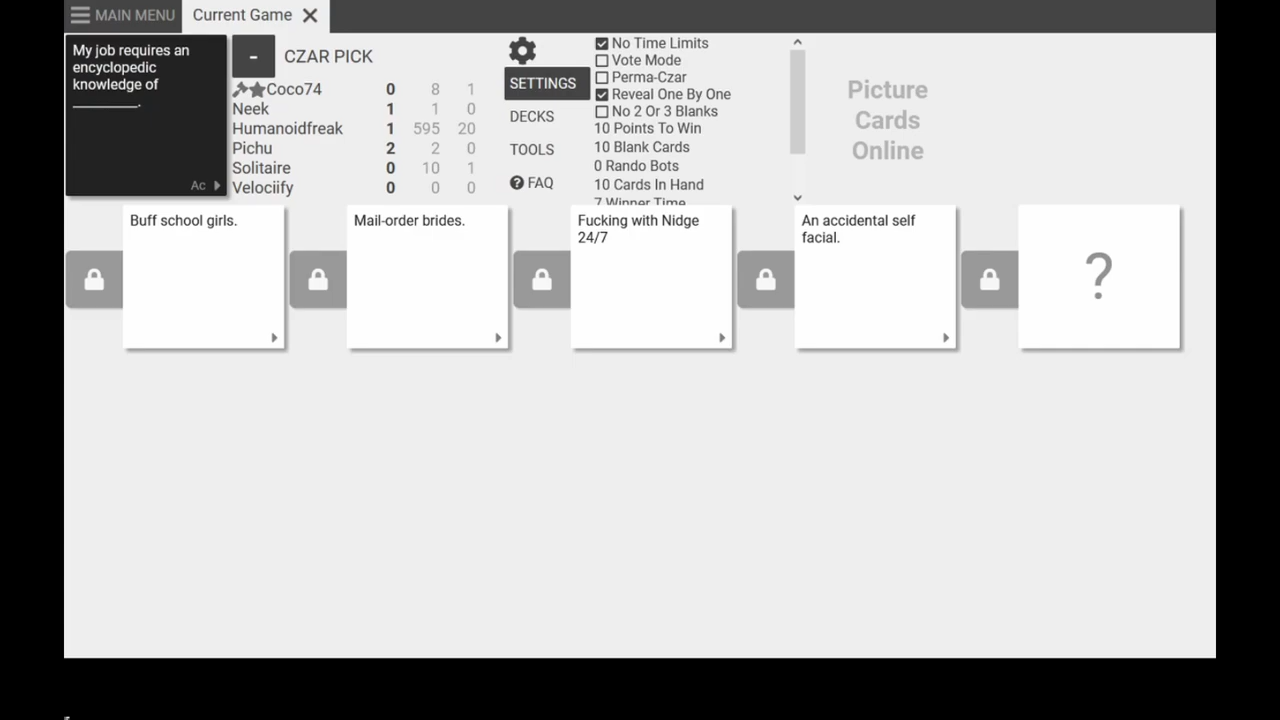 MAIN MENU
Current Game
My job requires an
encyclopedic
knowledge of
________.
Ac
-
CZAR PICK
Coco74 0 8 1
Neek 1 1 0
Humanoidfreak 1 595 20
Pichu 2 2 0
Solitaire 0 10 1
Velociify 0 0 0
SETTINGS
DECKS
TOOLS
FAQ
No Time Limits
Vote Mode
Perma-Czar
Reveal One By One
No 2 Or 3 Blanks
10 Points To Win
10 Blank Cards
0 Rando Bots
10 Cards In Hand
7 Winner Time
Picture
Cards
Online
Buff school girls.
Mail-order brides.
Fucking with Nidge
24/7
An accidental self
facial.
?